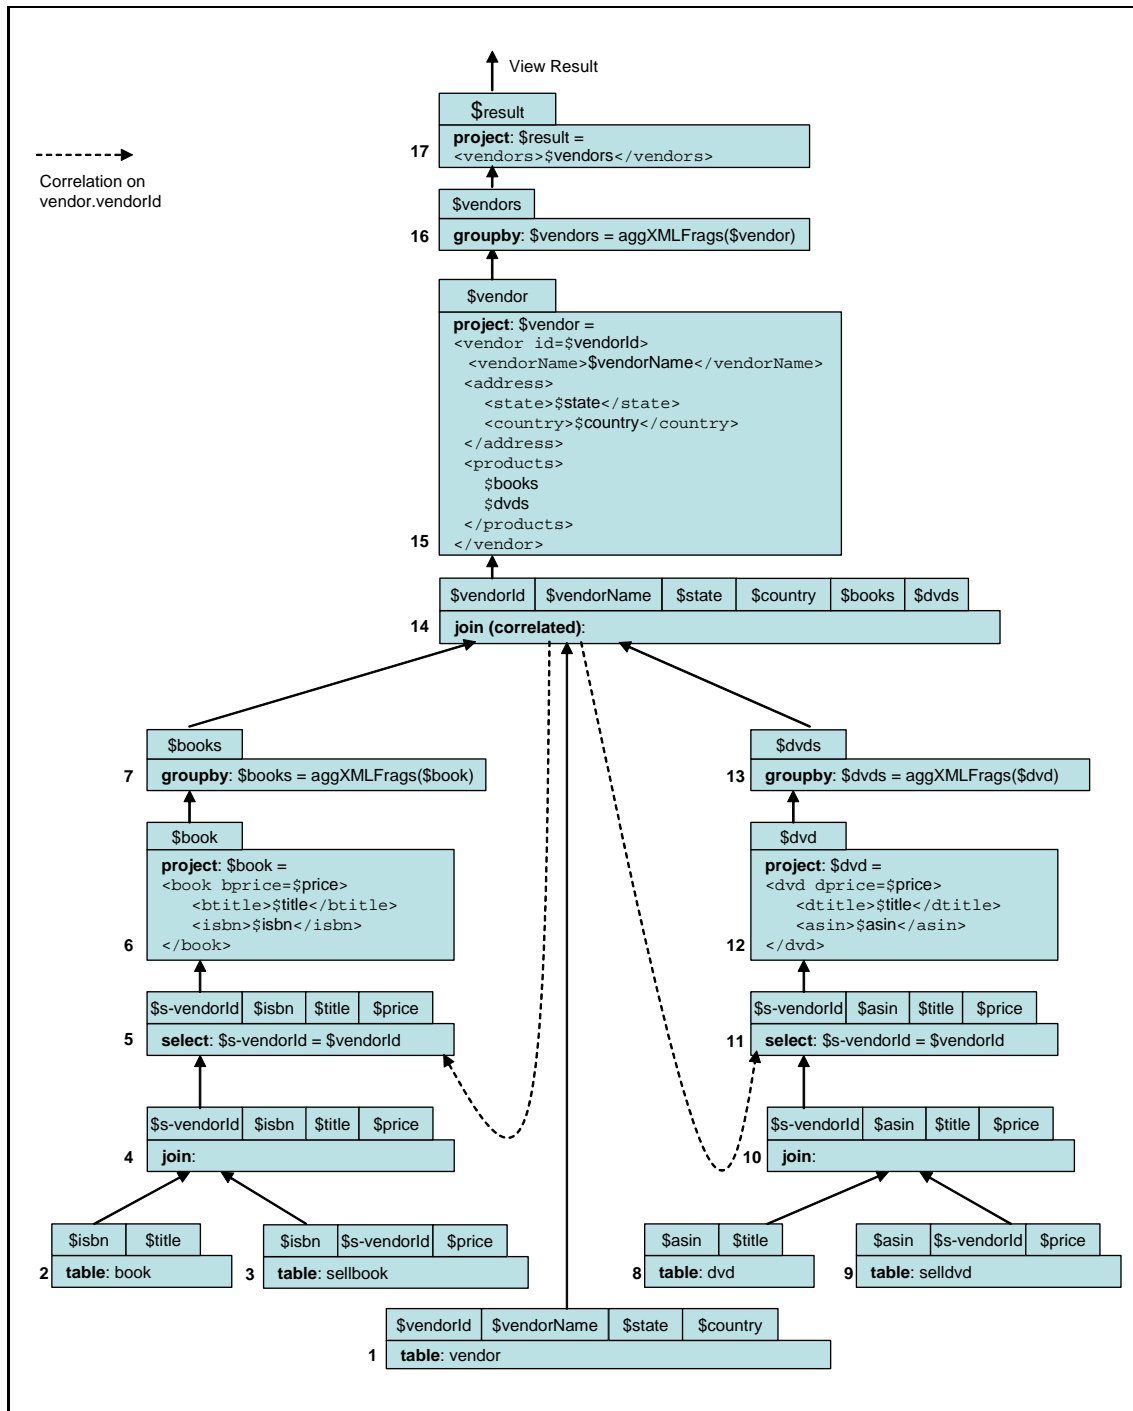 View Result
$result
17
project: $result =
<vendors>$vendors</vendors>
Correlation on
vendor.vendorId
$vendors
16
groupby: $vendors = aggXMLFrags($vendor)
$vendor
project: $vendor =
<vendor id=$vendorId>
<vendorName>$vendorName</vendorName>
<address>
<state>$state</state>
<country>$country</country>
</address>
<products>
$books
$dvds
</products>
15
</vendor>
$vendorId $vendorName $state $country $books $dvds
14
join (correlated):
$books
7
groupby: $books = aggXMLFrags($book)
$book
project: $book =
<book bprice=$price>
<btitle>$title</btitle>
<isbn>$isbn</isbn>
6
</book>
$s-vendorId $isbn $title $price
5
select: $s-vendorId = $vendorId
$s-vendorId $isbn $title $price
4
join:
$isbn $title
2
table: book
$isbn $s-vendorId $price
3
table: sellbook
$dvds
13
groupby: $dvds = aggXMLFrags($dvd)
$dvd
project: $dvd =
<dvd dprice=$price>
<dtitle>$title</dtitle>
<asin>$asin</asin>
12
</dvd>
$s-vendorId $asin $title $price
11
select: $s-vendorId = $vendorId
$s-vendorId $asin $title $price
10
join:
$asin $title
8
table: dvd
$asin $s-vendorId $price
9
table: selldvd
$vendorId $vendorName $state $country
1
table: vendor